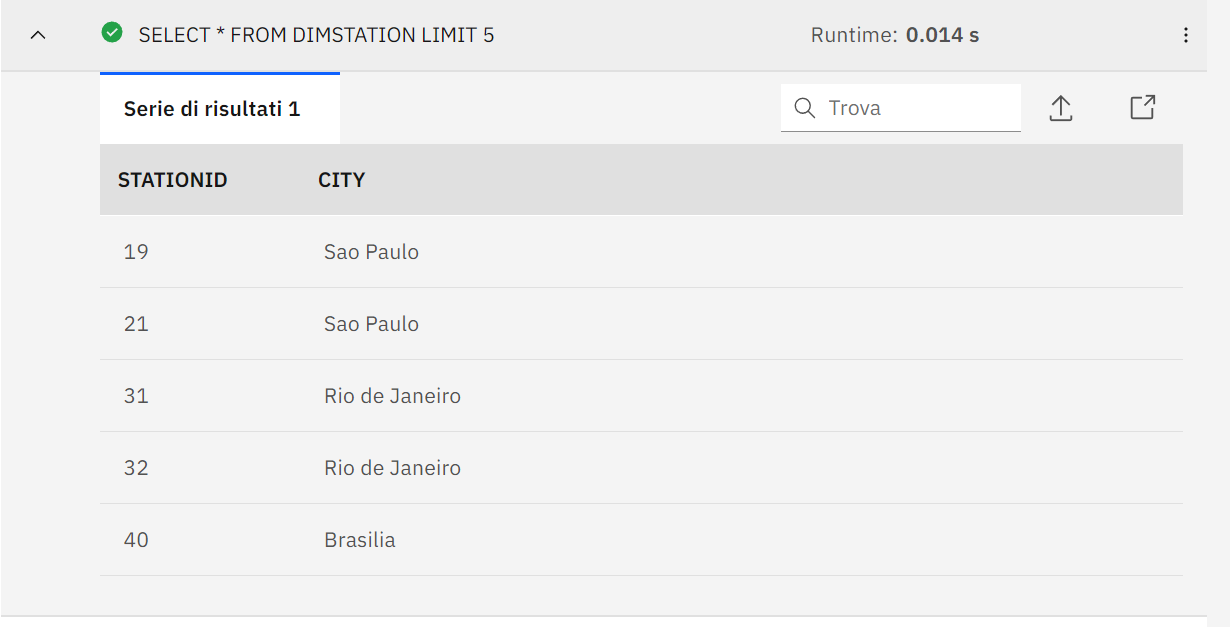 SELECT * FROM DIMSTATION LIMIT 5 Runtime: 0.014 s
Serie di risultati 1 Trova
STATIONID CITY
19 Sao Paulo
21 Sao Paulo
31 Rio de Janeiro
32 Rio de Janeiro
40 Brasilia